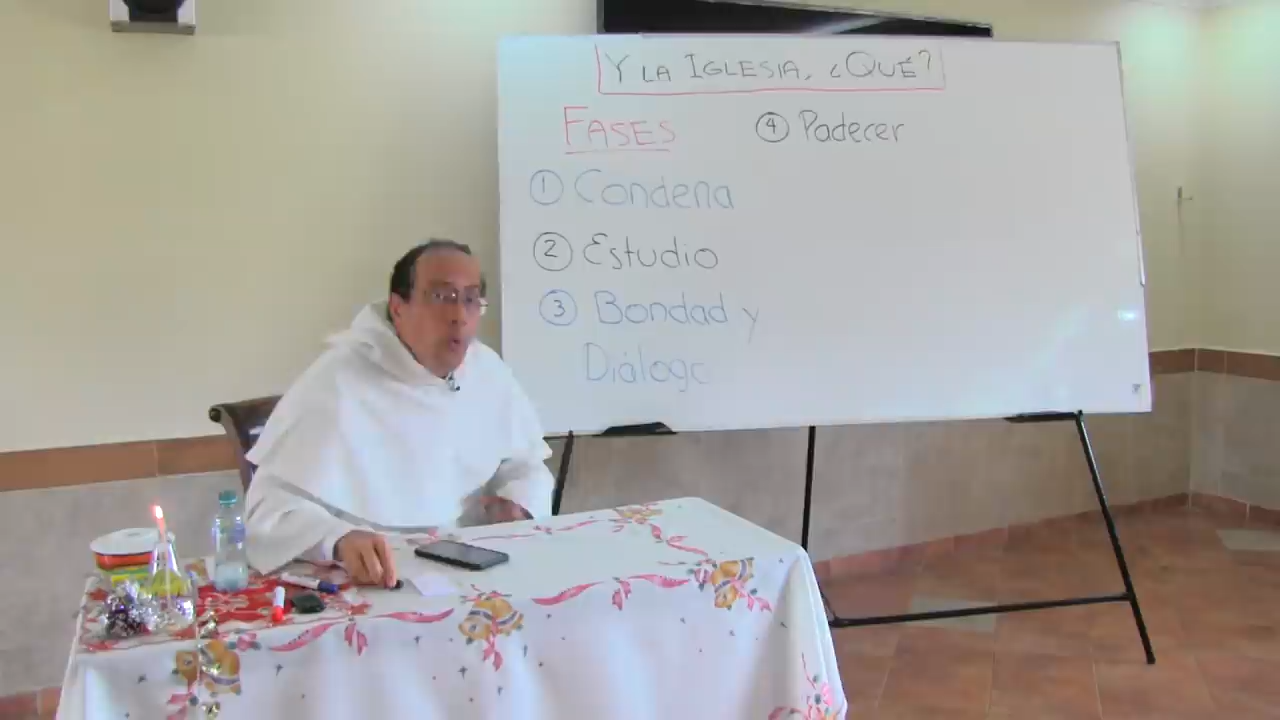 Y LA IGLESIA, ¿QUÉ?
FASES
① Condena
② Estudio
③ Bondad y
Diálogo
④ Padecer